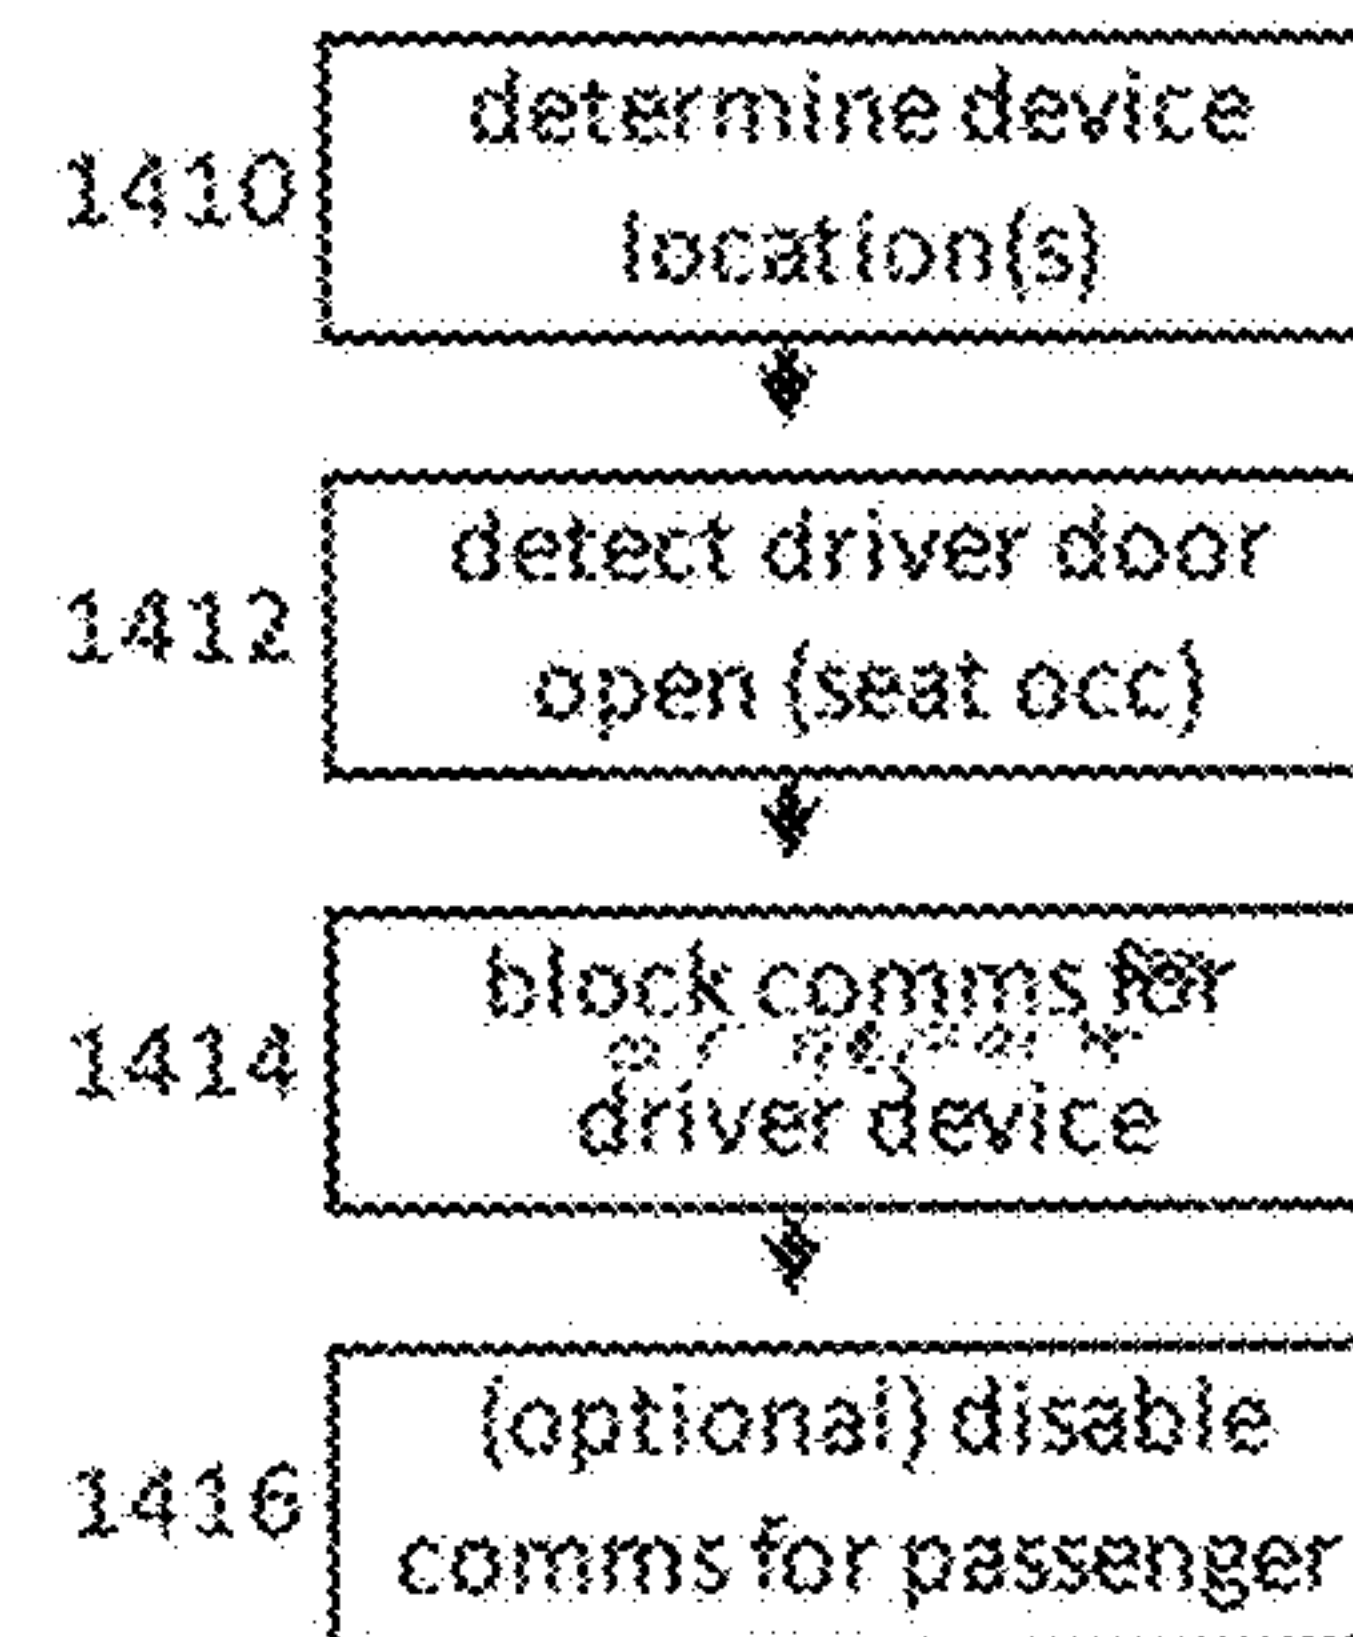 1410
determine device
location(s)
1412
detect driver door
open (seat occ)
1414
block comms for
driver device
1416
(optional) disable
comms for passenger